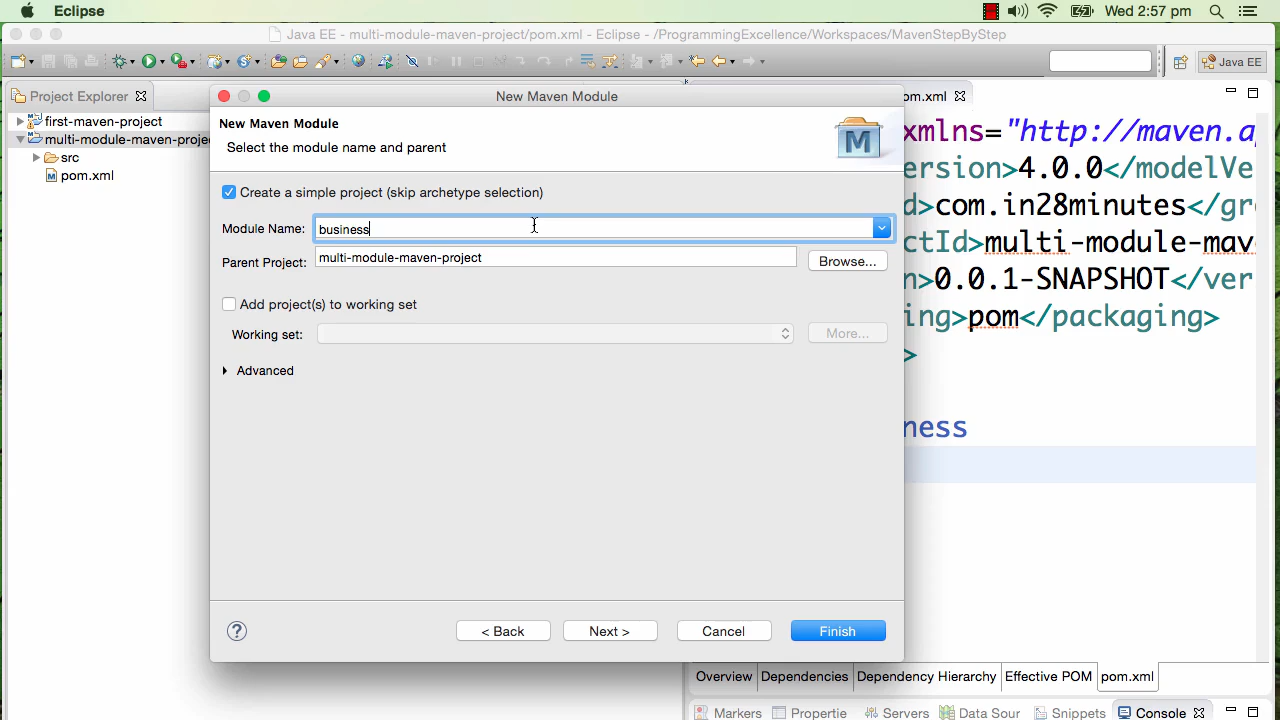 Eclipse
Wed 2:57 pm
Java EE - multi-module-maven-project/pom.xml - Eclipse - /ProgrammingExcellence/Workspaces/MavenStepByStep
Java EE
Project Explorer
New Maven Module
om.xml
first-maven-project
multi-module-maven-proje
src
pom.xml
New Maven Module
Select the module name and parent
M
Create a simple project (skip archetype selection)
Module Name: business
Parent Project: multi-module-maven-project
Browse...
Add project(s) to working set
Working set:
More...
Advanced
xmlns="http://maven.ap
ersion>4.0.0</modelVe
d>com.in28minutes</gr
ctId>multi-module-mav
n>0.0.1-SNAPSHOT</ver
ing>pom</packaging>
>
ness
?
< Back
Next >
Cancel
Finish
Overview
Dependencies
Dependency Hierarchy
Effective POM
pom.xml
Markers
Propertie
Servers
Data Sour
Snippets
Console